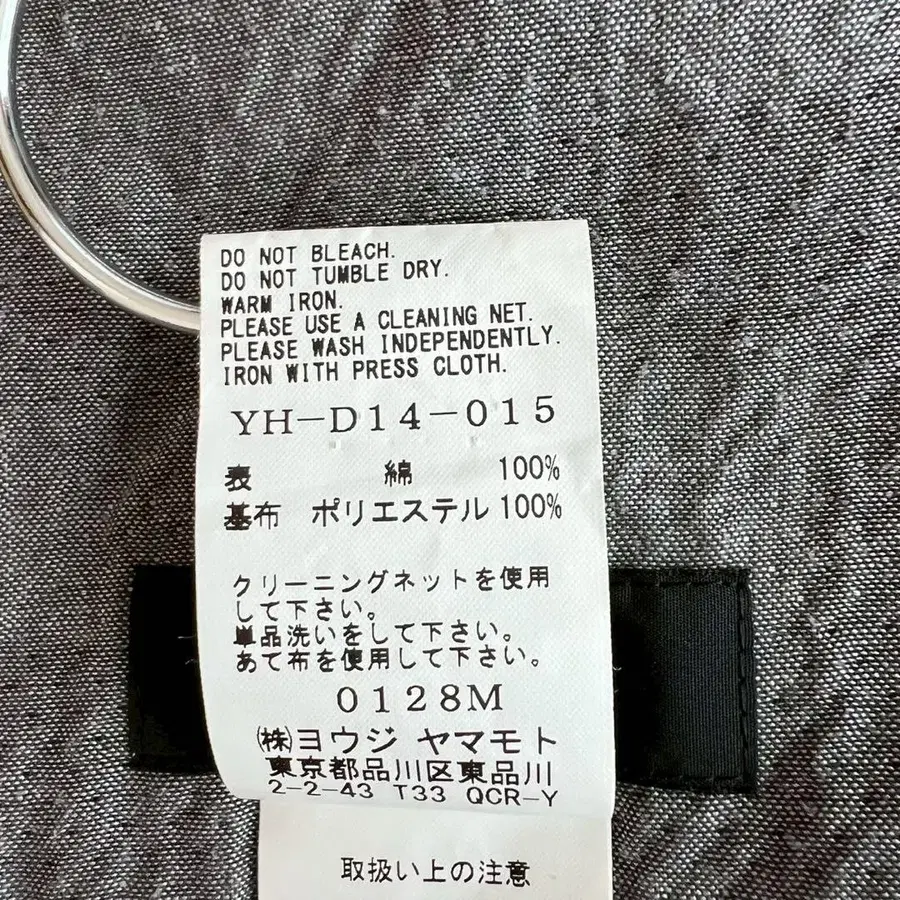 DO NOT BLEACH.
DO NOT TUMBLE DRY.
WARM IRON.
PLEASE USE A CLEANING NET.
PLEASE WASH INDEPENDENTLY.
IRON WITH PRESS CLOTH.
YH-D14-015
表 綿 100%
基布 ポリエステル 100%
クリーニングネットを使用
して下さい。
単品洗いをして下さい。
あて布を使用して下さい。
0128M
㈱ヨウジ ヤマモト
東京都品川区東品川
2-2-43 T33 QCR-Y
取扱い上の注意